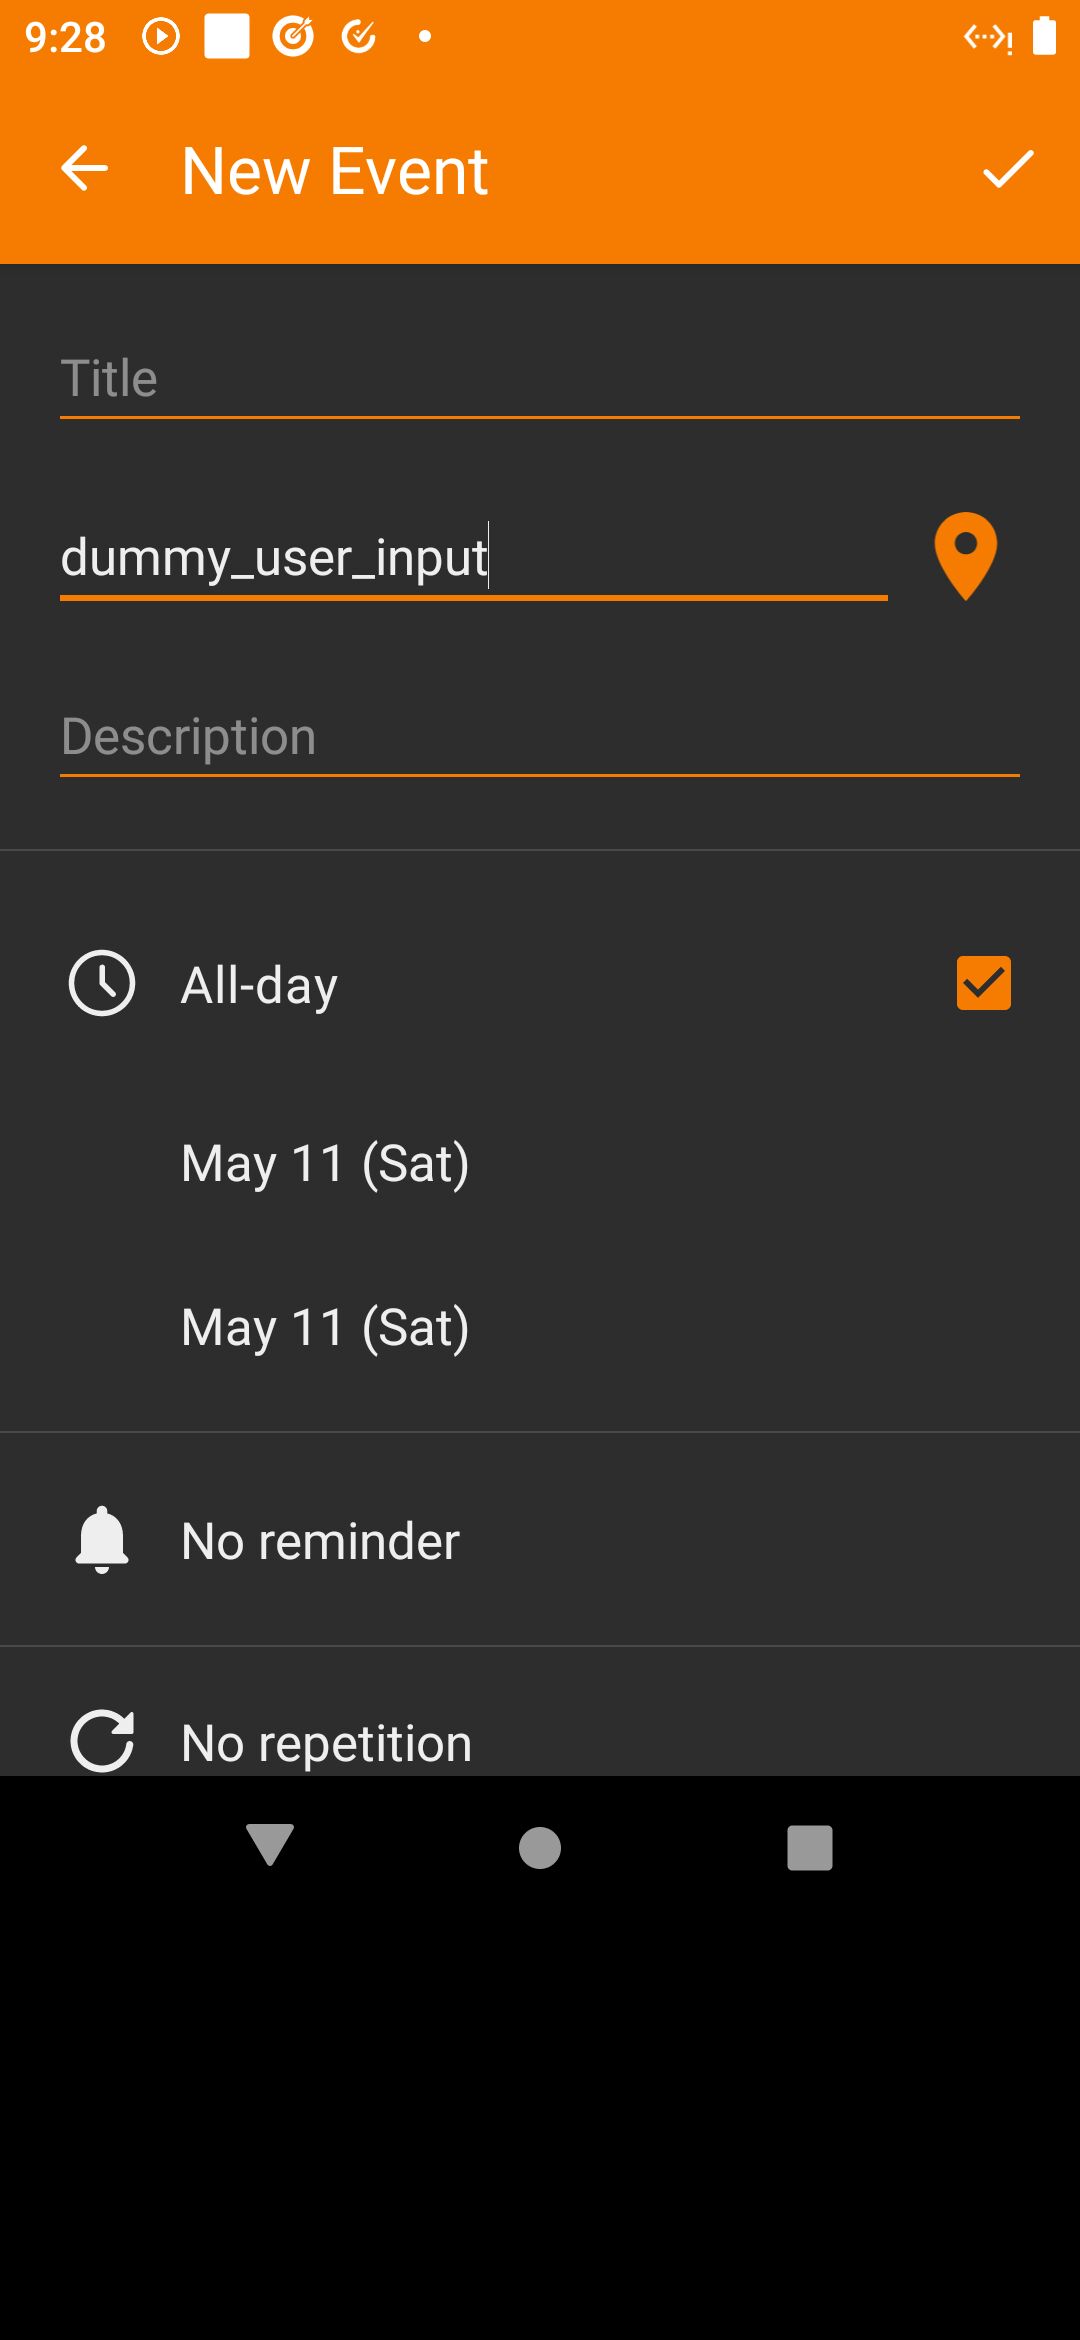 9:28
New Event
Title
dummy_user_input
Description
All-day
May 11 (Sat)
May 11 (Sat)
No reminder
No repetition